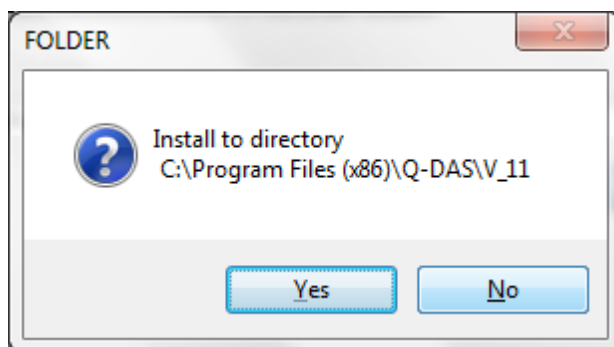 FOLDER
Install to directory
C:\Program Files (x86)\Q-DAS\V_11
Yes
No